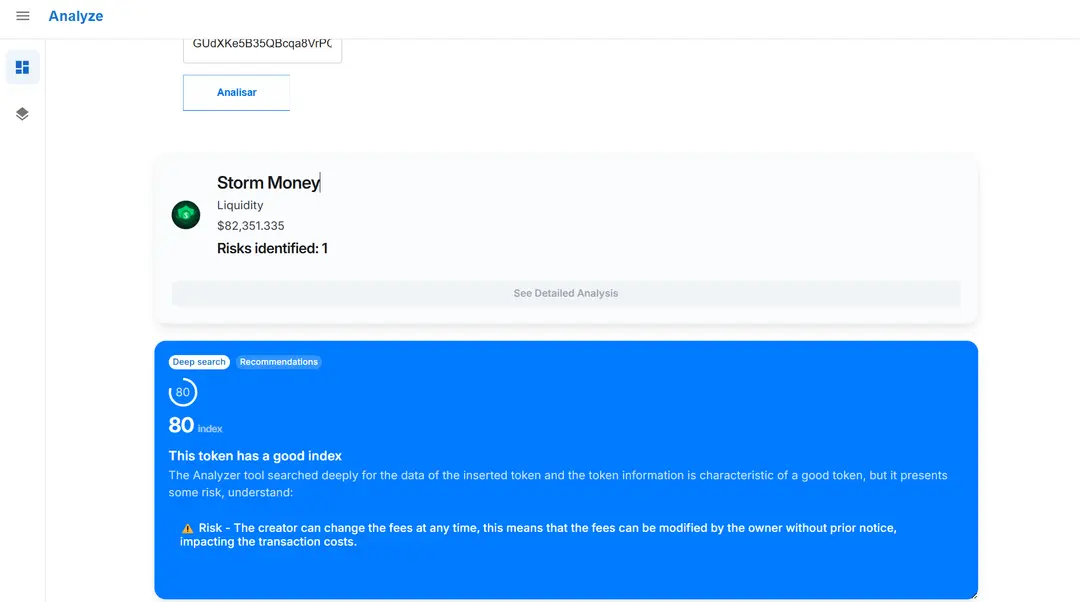 Analyze
GUdXKe5B35QBcqa8VrPC
Analisar
Storm Money
Liquidity
$82,351.335
Risks identified: 1
See Detailed Analysis
Deep search Recommendations
80
80 index
This token has a good index
The Analyzer tool searched deeply for the data of the inserted token and the token information is characteristic of a good token, but it presents
some risk, understand:
⚠️ Risk - The creator can change the fees at any time, this means that the fees can be modified by the owner without prior notice,
impacting the transaction costs.